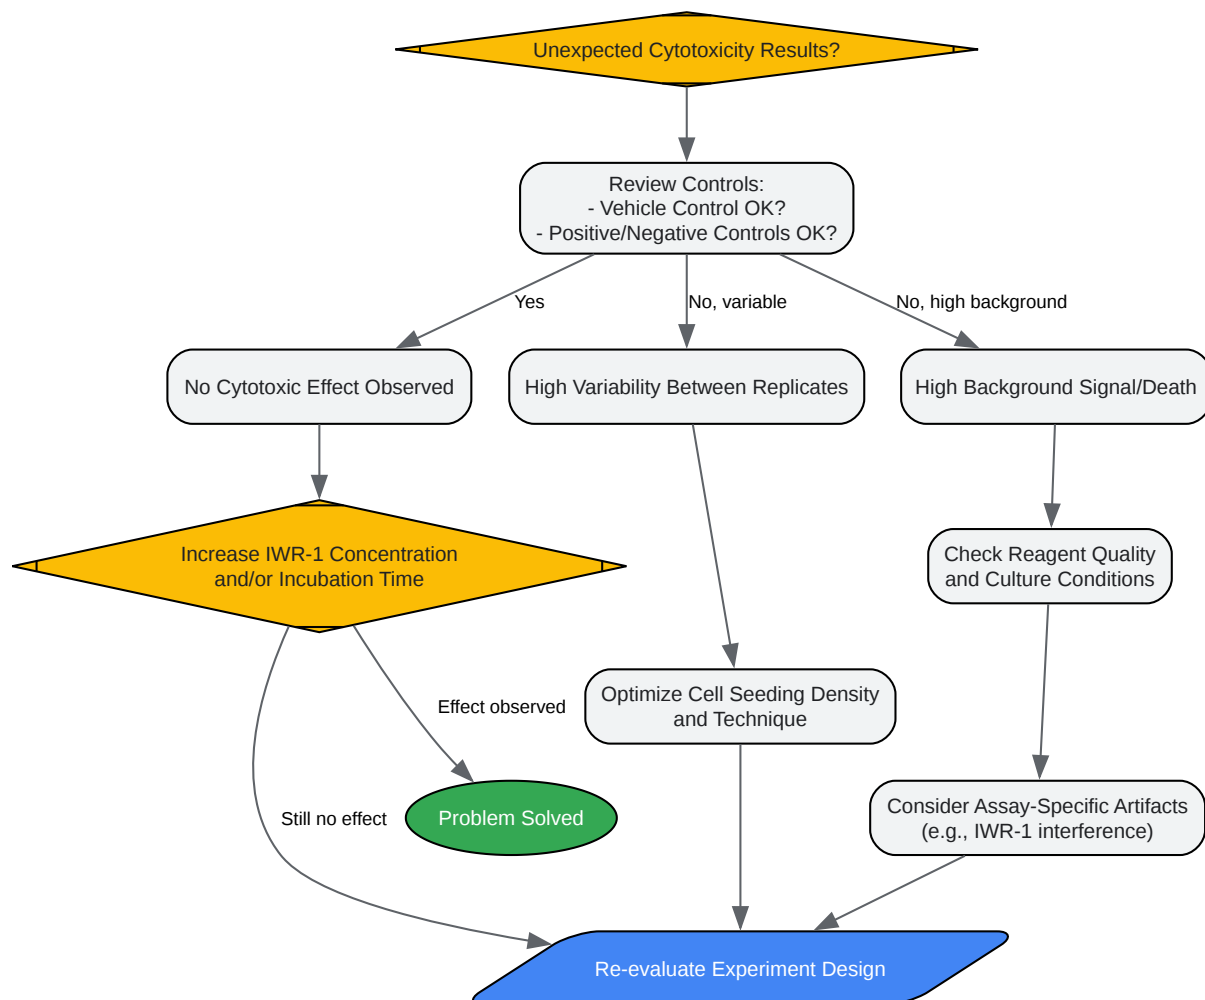 Unexpected Cytotoxicity Results?
Review Controls:
- Vehicle Control OK?
- Positive/Negative Controls OK?
Yes
No, variable
No, high background
No Cytotoxic Effect Observed
High Variability Between Replicates
High Background Signal/Death
Increase IWR-1 Concentration
and/or Incubation Time
Check Reagent Quality
and Culture Conditions
Optimize Cell Seeding Density
and Technique
Effect observed
Still no effect
Problem Solved
Consider Assay-Specific Artifacts
(e.g., IWR-1 interference)
Re-evaluate Experiment Design